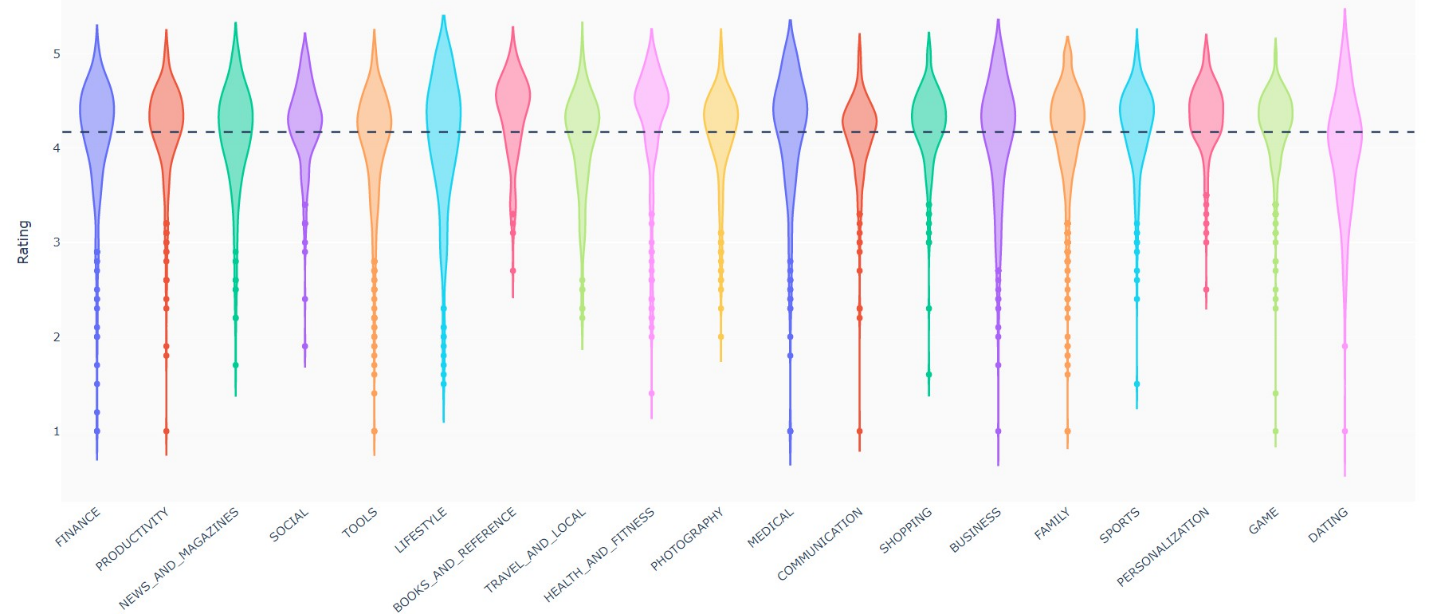 5
4
Rating
3
2
1
FINANCE
PRODUCTIVITY
NEWS_AND_MAGAZINES
SOCIAL
TOOLS
LIFESTYLE
BOOKS_AND_REFERENCE
TRAVEL_AND_LOCAL
HEALTH_AND_FITNESS
PHOTOGRAPHY
MEDICAL
COMMUNICATION
SHOPPING
BUSINESS
FAMILY
SPORTS
PERSONALIZATION
GAME
DATING